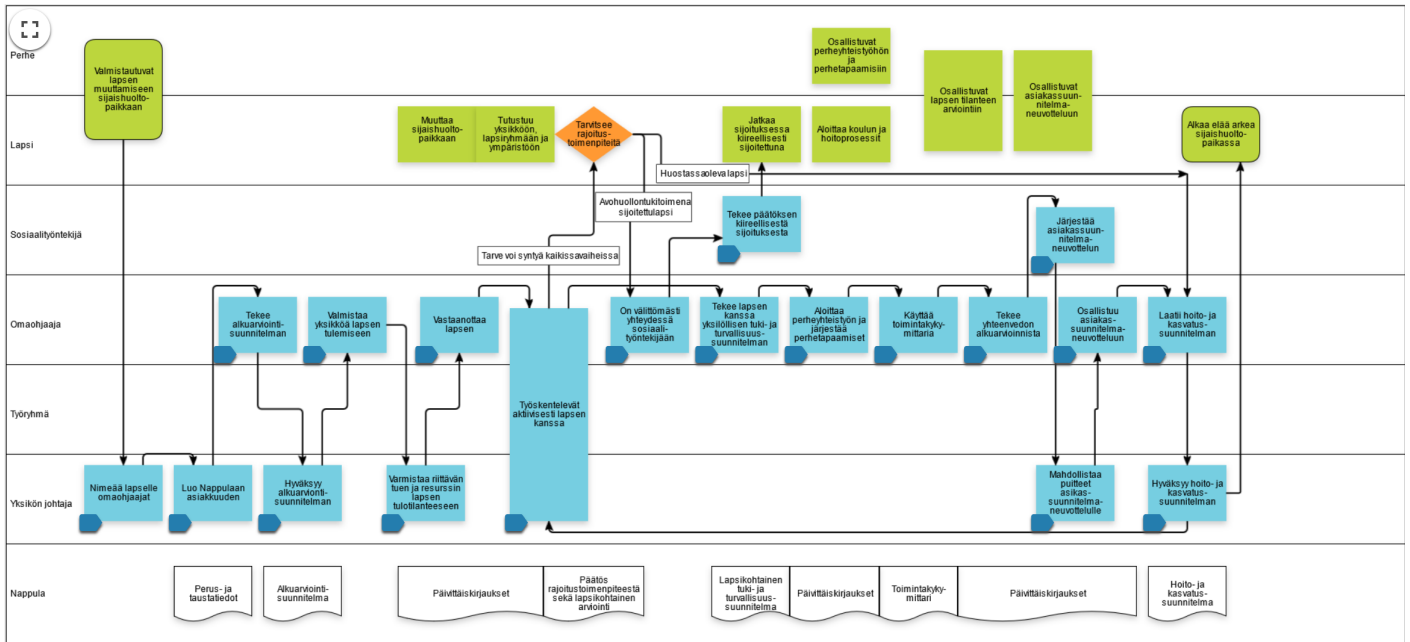 Perhe
Valmistautuvat
lapsen
muuttamiseen
sijaishuolto-
paikkaan
Osallistuvat
perheyhteistyöhön
ja
perhetapaamisiin
Osallistuvat
lapsen tilanteen
arviointiin
Osallistuvat
asiakassuun-
nitelma-
neuvotteluun
Lapsi
Muuttaa
sijaishuolto-
paikkaan
Tutustuu
yksikköön,
lapsiryhmään ja
ympäristöön
Tarvitsee
rajoitus-
toimenpiteitä
Jatkaa
sijoituksessa
kiireellisesti
sijoitettuna
Aloittaa koulun ja
hoitoprosessit
Alkaa elää arkea
sijaishuolto-
paikassa
Huostassaoleva lapsi
Avohuollontukitoimena
sijoitettulapsi
Tarve voi syntyä kaikissavaiheissa
Sosiaalityöntekijä
Tekee päätöksen
kiireellisestä
sijoituksesta
Järjestää
asiakassuun-
nitelma-
neuvottelun
Omaohjaaja
Tekee
alkuarviointi-
suunnitelman
Valmistaa
yksikköä lapsen
tulemiseen
Vastaanottaa
lapsen
On välittömästi
yhteydessä
sosiaali-
työntekijään
Tekee lapsen
kanssa
yksilöllisen tuki- ja
turvallisuus-
suunnitelman
Aloittaa
perheyhteistyön ja
järjestää
perhetapaamiset
Käyttää
toimintakyky-
mittaria
Tekee
yhteenvedon
alkuarvioinnista
Osallistuu
asiakas-
suunnitelma-
neuvotteluun
Laatii hoito- ja
kasvatus-
suunnitelman
Työryhmä
Työskentelevät
aktiivisesti lapsen
kanssa
Yksikön johtaja
Nimeää lapselle
omaohjaajat
Luo Nappulaan
asiakkuuden
Hyväksyy
alkuarvionti-
suunnitelman
Varmistaa riittävän
tuen ja resurssin
lapsen
tulotilanteeseen
Mahdollistaa
puitteet
asikas-
suunnitelma-
neuvottelulle
Hyväksyy hoito- ja
kasvatus-
suunnitelman
Nappula
Perus- ja
taustatiedot
Alkuarviointi-
suunnitelma
Päivittäiskirjaukset
Päätös
rajoitustoimenpiteestä
sekä lapsikohtainen
arviointi
Lapsikohtainen
tuki- ja
turvallisuus-
suunnitelma
Päivittäiskirjaukset
Toimintakyky-
mittari
Päivittäiskirjaukset
Hoito- ja
kasvatus-
suunnitelma